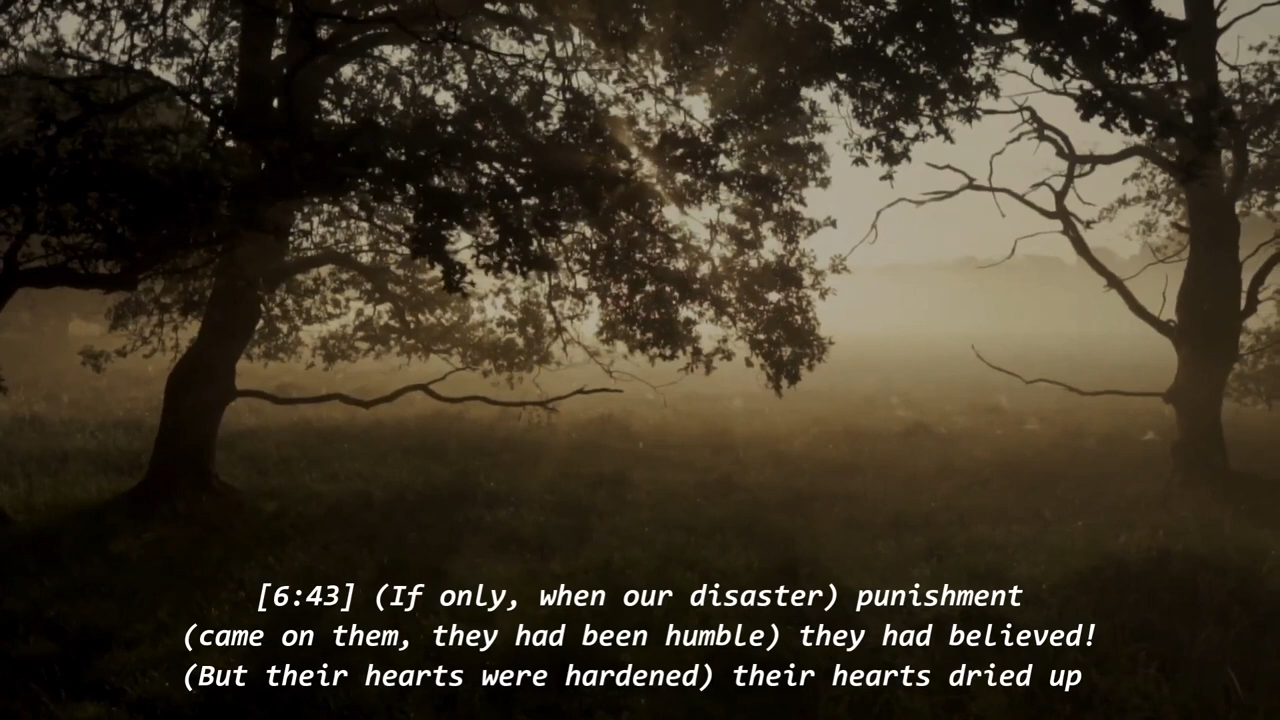 [6:43] (If only, when our disaster) punishment
(came on them, they had been humble) they had believed!
(But their hearts were hardened) their hearts dried up